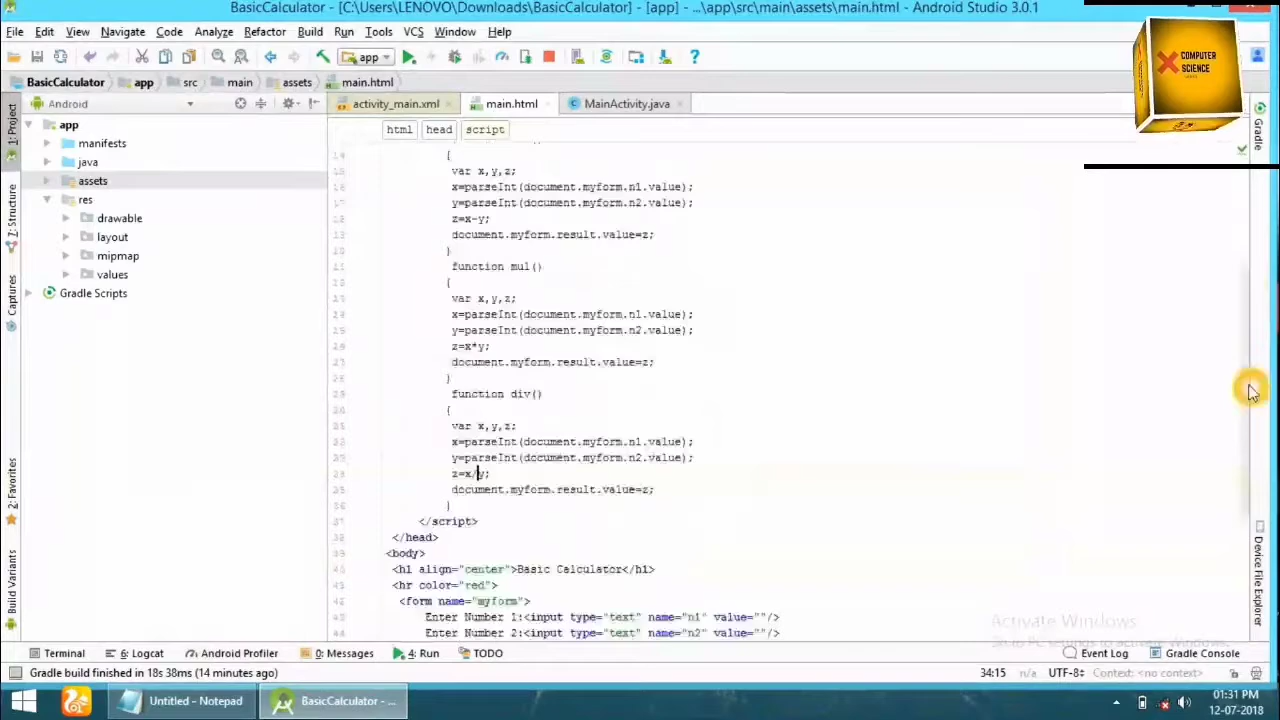 BasicCalculator - [C:\Users\LENOVO\Downloads\BasicCalculator] - [app] - ...\app\src\main\assets\main.html - Android Studio 3.0.1
File Edit View Navigate Code Analyze Refactor Build Run Tools VCS Window Help
app
BasicCalculator app src main assets main.html
COMPUTER
SCIENCE
Android
activity_main.xml main.html MainActivity.java
html head script
1: Project
7: Structure
Captures
2: Favorites
Build Variants
app
manifests
java
assets
res
drawable
layout
mipmap
values
Gradle Scripts
{
var x,y,z;
x=parseInt(document.myform.n1.value);
y=parseInt(document.myform.n2.value);
z=x-y;
document.myform.result.value=z;
}
function mul()
{
var x,y,z;
x=parseInt(document.myform.n1.value);
y=parseInt(document.myform.n2.value);
z=x*y;
document.myform.result.value=z;
}
function div()
{
var x,y,z;
x=parseInt(document.myform.n1.value);
y=parseInt(document.myform.n2.value);
z=x/y;
document.myform.result.value=z;
}
</script>
</head>
<body>
<h1 align="center">Basic Calculator</h1>
<hr color="red">
<form name="myform">
Enter Number 1:<input type="text" name="n1" value=""/>
Enter Number 2:<input type="text" name="n2" value=""/>
Gradle
Device File Explorer
Activate Windows
Go to PC settings to activate Windows.
Terminal 6: Logcat Android Profiler 0: Messages 4: Run TODO Event Log Gradle Console
Gradle build finished in 18s 38ms (14 minutes ago) 34:15 n/a UTF-8 Context: <no context>
Untitled - Notepad BasicCalculator - ... 01:31 PM
12-07-2018